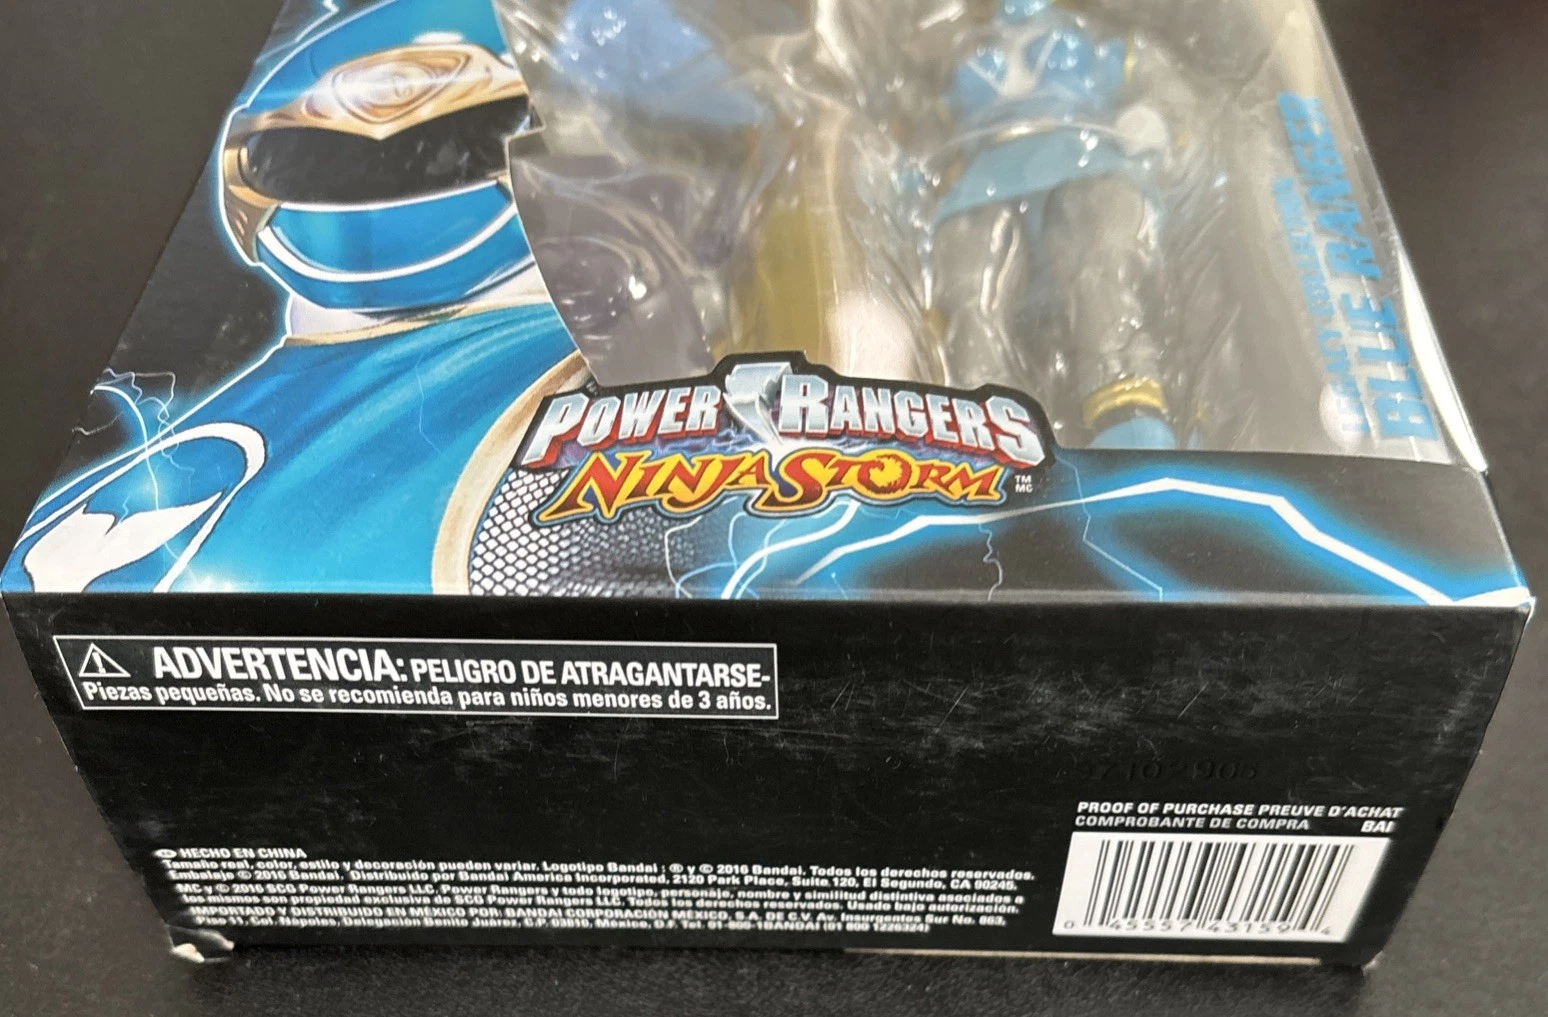 LEGACY COLLECTION
BLUE RANGER
POWER RANGERS
NINJA STORM
TM
MC
ADVERTENCIA: PELIGRO DE ATRAGANTARSE-
Piezas pequeñas. No se recomienda para niños menores de 3 años.
PROOF OF PURCHASE PREUVE D'ACHAT
COMPROBANTE DE COMPRA BAI
HECHO EN CHINA
Tamaño real, color, estilo y decoración pueden variar. Logotipo Bandai : ® y © 2016 Bandai. Todos los derechos reservados.
Embalaje © 2016 Bandai. Distribuido por Bandai America Incorporated, 2120 Park Place, Suite 120, El Segundo, CA 90245.
MC y © 2016 SCG Power Rangers LLC. Power Rangers y todo logotipo, personaje, nombre y similitud distintiva asociados a
los mismos son propiedad exclusiva de SCG Power Rangers LLC. Todos los derechos reservados. Usados bajo autorización.
IMPORTADO Y DISTRIBUIDO EN MÉXICO POR: BANDAI CORPORACIÓN MÉXICO, S.A. DE C.V. Av. Insurgentes Sur No. 863,
Piso 11, Col. Nápoles, Delegación Benito Juárez, C.P. 03810, México, D.F. Tel. 01-800-1BANDAI (01 800 1226324)
0 45557 43159 4